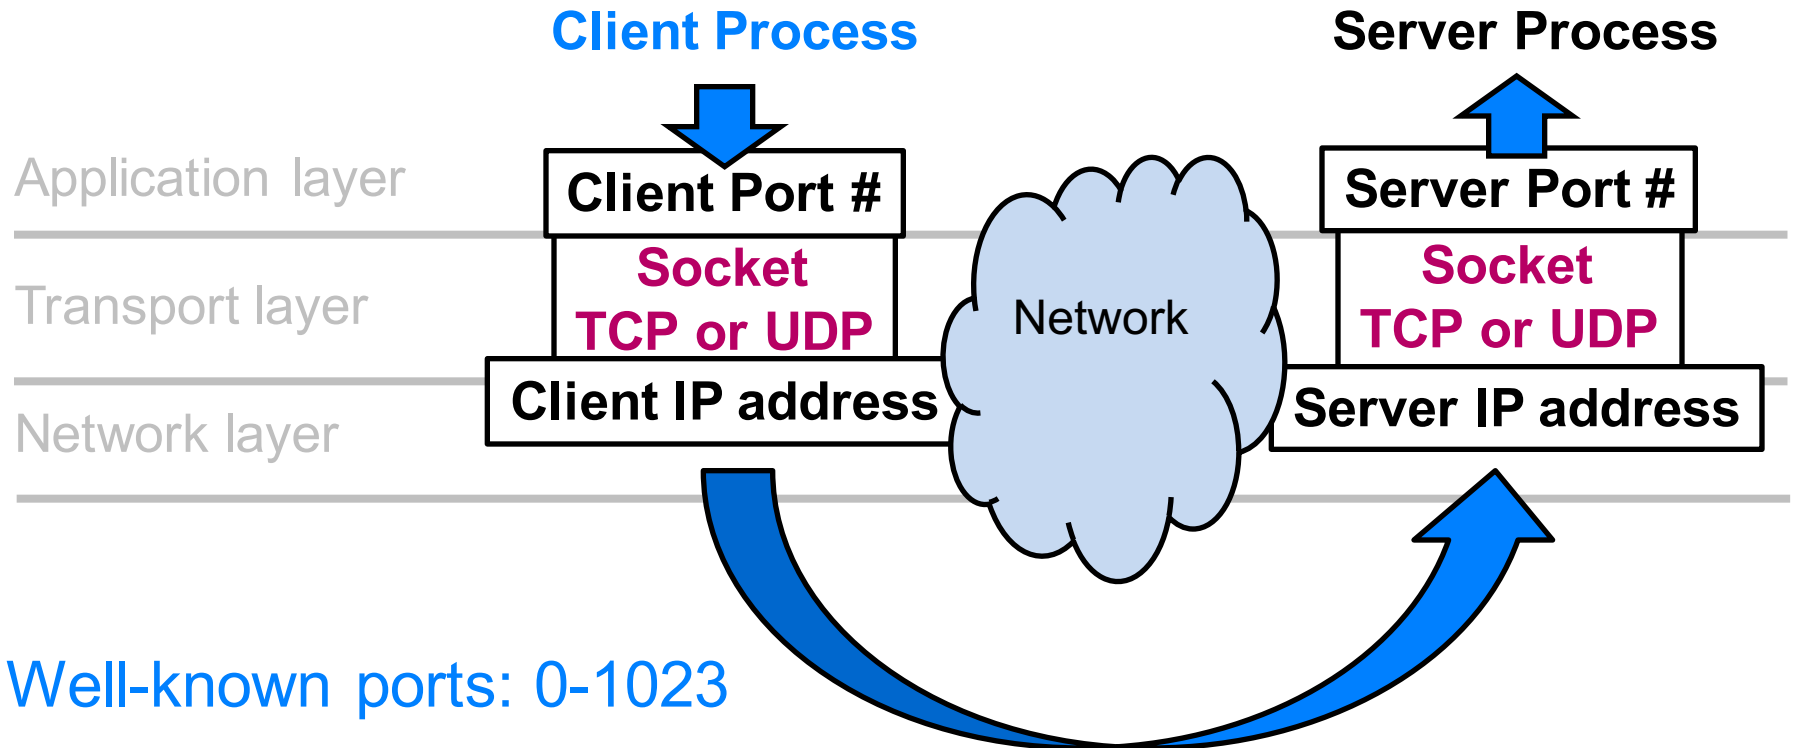 Client Process
Server Process
Application layer
Client Port #
Server Port #
Transport layer
Socket
TCP or UDP
Network
Socket
TCP or UDP
Network layer
Client IP address
Server IP address
Well-known ports: 0-1023